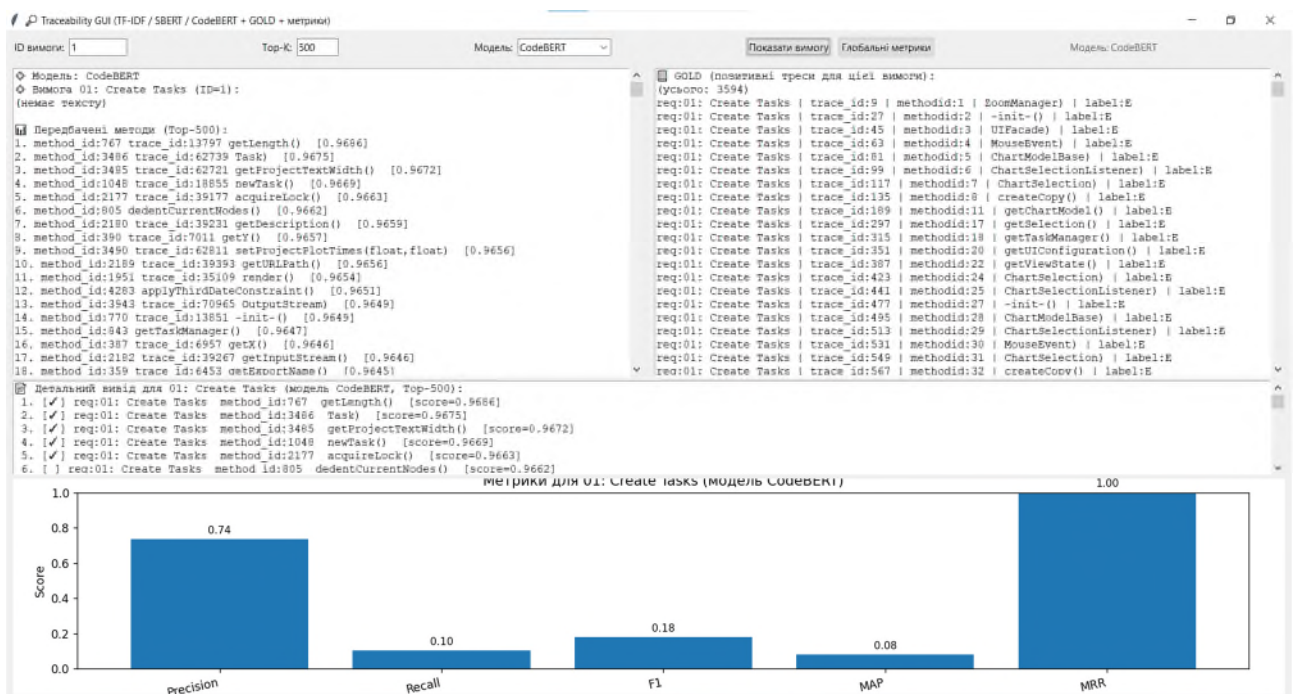 Traceability GUI (TF-IDF / SBERT / CodeBERT + GOLD + метрики)
ID вимоги: 1 Top-K: 500 Модель: CodeBERT Показати вимогу Глобальні метрики Модель: CodeBERT
Модель: CodeBERT
Вимога 01: Create Tasks (ID=1):
(немає тексту)
Передбачені методи (Top-500):
1. method_id:767 trace_id:13797 getLength() [0.9686]
2. method_id:3486 trace_id:62739 Task) [0.9675]
3. method_id:3485 trace_id:62721 getProjectTextWidth() [0.9672]
4. method_id:1048 trace_id:18855 newTask() [0.9669]
5. method_id:2177 trace_id:39177 acquireLock() [0.9663]
6. method_id:805 dedentCurrentNodes() [0.9662]
7. method_id:2180 trace_id:39231 getDescription() [0.9659]
8. method_id:390 trace_id:7011 getY() [0.9657]
9. method_id:3490 trace_id:62811 setProjectPlotTimes(float,float) [0.9656]
10. method_id:2189 trace_id:39393 getURLPath() [0.9656]
11. method_id:1951 trace_id:35109 render() [0.9654]
12. method_id:4283 applyThirdDateConstraint() [0.9651]
13. method_id:3943 trace_id:70965 OutputStream) [0.9649]
14. method_id:770 trace_id:13851 -init-() [0.9649]
15. method_id:843 getTaskManager() [0.9647]
16. method_id:387 trace_id:6957 getX() [0.9646]
17. method_id:2182 trace_id:39267 getInputStream() [0.9646]
18. method_id:359 trace_id:6453 getExportName() [0.9645]
GOLD (позитивні треси для цієї вимоги):
(усього: 3594)
req:01: Create Tasks | trace_id:9 | methodid:1 | ZoomManager) | label:E
req:01: Create Tasks | trace_id:27 | methodid:2 | -init-() | label:E
req:01: Create Tasks | trace_id:45 | methodid:3 | UIFacade) | label:E
req:01: Create Tasks | trace_id:63 | methodid:4 | MouseEvent) | label:E
req:01: Create Tasks | trace_id:81 | methodid:5 | ChartModelBase) | label:E
req:01: Create Tasks | trace_id:99 | methodid:6 | ChartSelectionListener) | label:E
req:01: Create Tasks | trace_id:117 | methodid:7 | ChartSelection) | label:E
req:01: Create Tasks | trace_id:135 | methodid:8 | createCopy() | label:E
req:01: Create Tasks | trace_id:189 | methodid:11 | getChartModel() | label:E
req:01: Create Tasks | trace_id:297 | methodid:17 | getSelection() | label:E
req:01: Create Tasks | trace_id:315 | methodid:18 | getTaskManager() | label:E
req:01: Create Tasks | trace_id:351 | methodid:20 | getUIConfiguration() | label:E
req:01: Create Tasks | trace_id:387 | methodid:22 | getViewState() | label:E
req:01: Create Tasks | trace_id:423 | methodid:24 | ChartSelection) | label:E
req:01: Create Tasks | trace_id:441 | methodid:25 | ChartSelectionListener) | label:E
req:01: Create Tasks | trace_id:477 | methodid:27 | -init-() | label:E
req:01: Create Tasks | trace_id:495 | methodid:28 | ChartModelBase) | label:E
req:01: Create Tasks | trace_id:513 | methodid:29 | ChartSelectionListener) | label:E
req:01: Create Tasks | trace_id:531 | methodid:30 | MouseEvent) | label:E
req:01: Create Tasks | trace_id:549 | methodid:31 | ChartSelection) | label:E
req:01: Create Tasks | trace_id:567 | methodid:32 | createCopy() | label:E
Детальний вивід для 01: Create Tasks (модель CodeBERT, Top-500):
1. [✓] req:01: Create Tasks method_id:767 getLength() [score=0.9686]
2. [✓] req:01: Create Tasks method_id:3486 Task) [score=0.9675]
3. [✓] req:01: Create Tasks method_id:3485 getProjectTextWidth() [score=0.9672]
4. [✓] req:01: Create Tasks method_id:1048 newTask() [score=0.9669]
5. [✓] req:01: Create Tasks method_id:2177 acquireLock() [score=0.9663]
6. [ ] req:01: Create Tasks method_id:805 dedentCurrentNodes() [score=0.9662]
Метрики для 01: Create Tasks (модель CodeBERT)
Score
1.0
0.8
0.6
0.4
0.2
0.0
0.74
0.10
0.18
0.08
1.00
Precision
Recall
F1
MAP
MRR